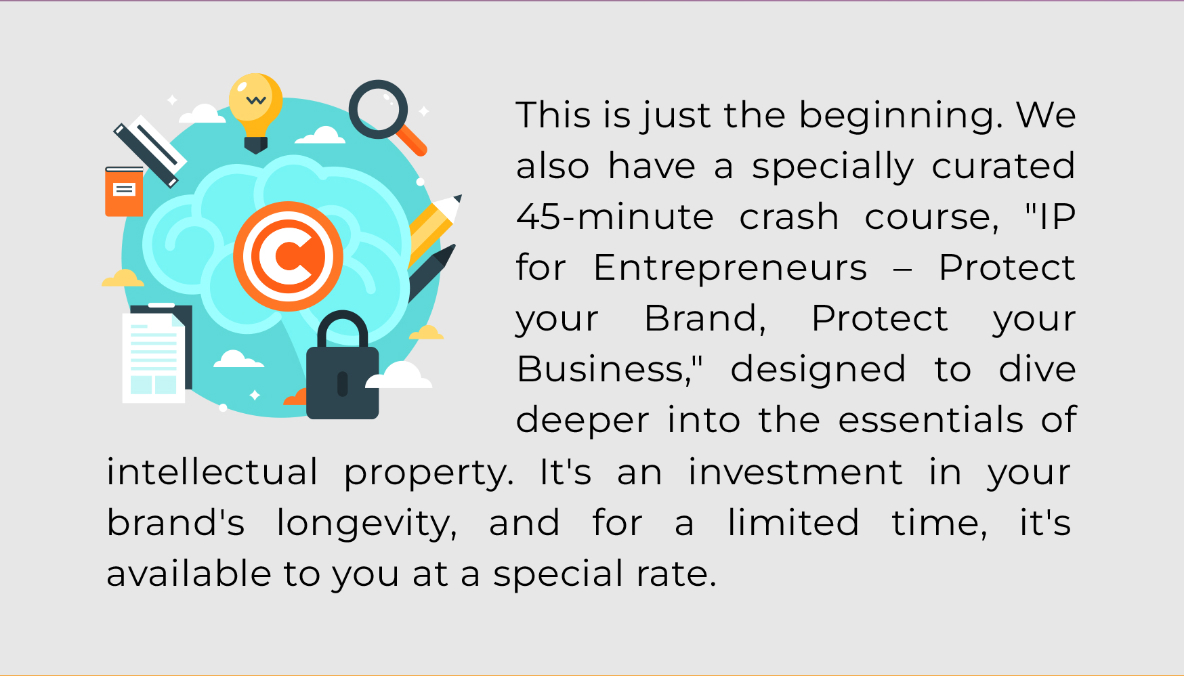 This is just the beginning. We
also have a specially curated
45-minute crash course, "IP
for Entrepreneurs – Protect
your Brand, Protect your
Business," designed to dive
deeper into the essentials of
intellectual property. It's an investment in your
brand's longevity, and for a limited time, it's
available to you at a special rate.